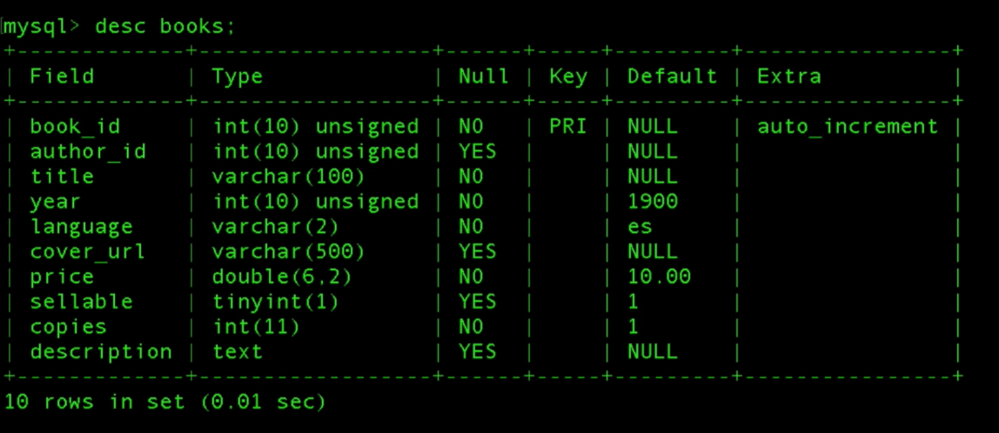 mysql> desc books;
+-------------+------------------+------+-----+---------+----------------+
| Field       | Type             | Null | Key | Default | Extra          |
+-------------+------------------+------+-----+---------+----------------+
| book_id     | int(10) unsigned | NO   | PRI | NULL    | auto_increment |
| author_id   | int(10) unsigned | YES  |     | NULL    |                |
| title       | varchar(100)     | NO   |     | NULL    |                |
| year        | int(10) unsigned | NO   |     | 1900    |                |
| language    | varchar(2)       | NO   |     | es      |                |
| cover_url   | varchar(500)     | YES  |     | NULL    |                |
| price       | double(6,2)      | NO   |     | 10.00   |                |
| sellable    | tinyint(1)       | YES  |     | 1       |                |
| copies      | int(11)          | NO   |     | 1       |                |
| description | text             | YES  |     | NULL    |                |
+-------------+------------------+------+-----+---------+----------------+
10 rows in set (0.01 sec)